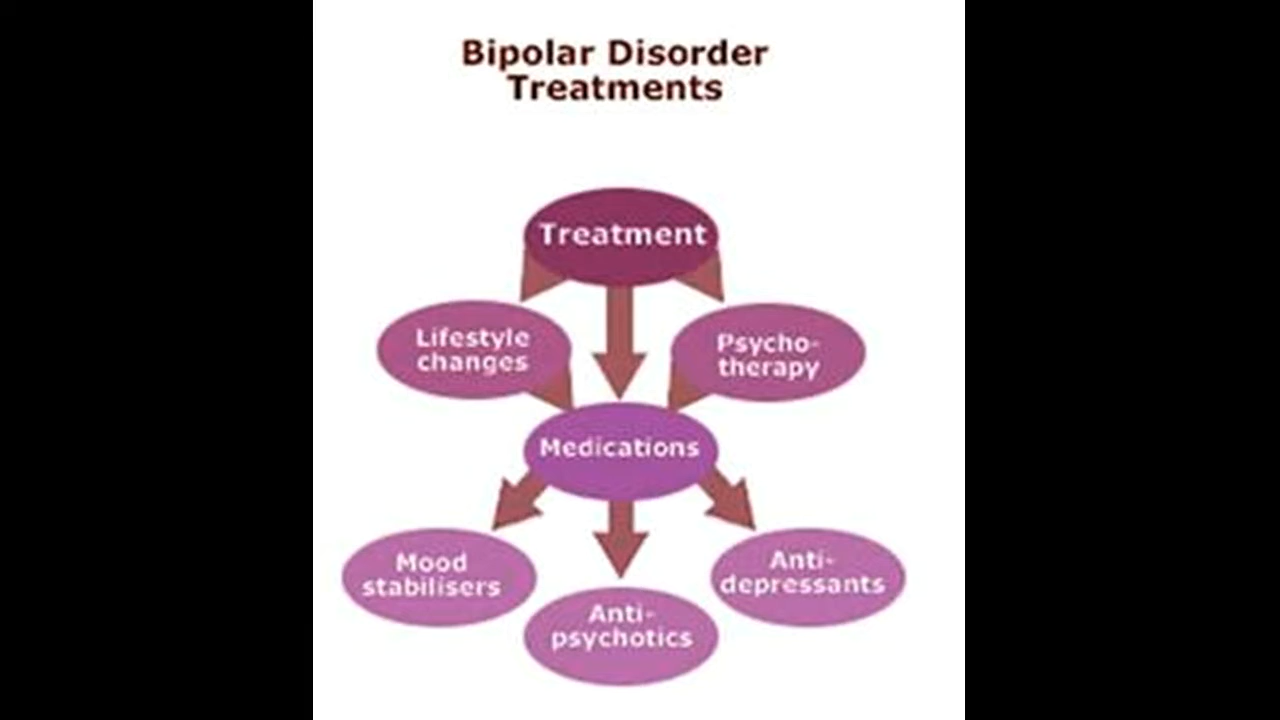 Bipolar Disorder
Treatments
Treatment
Lifestyle
changes
Psycho-
therapy
Medications
Mood
stabilisers
Anti-
psychotics
Anti-
depressants